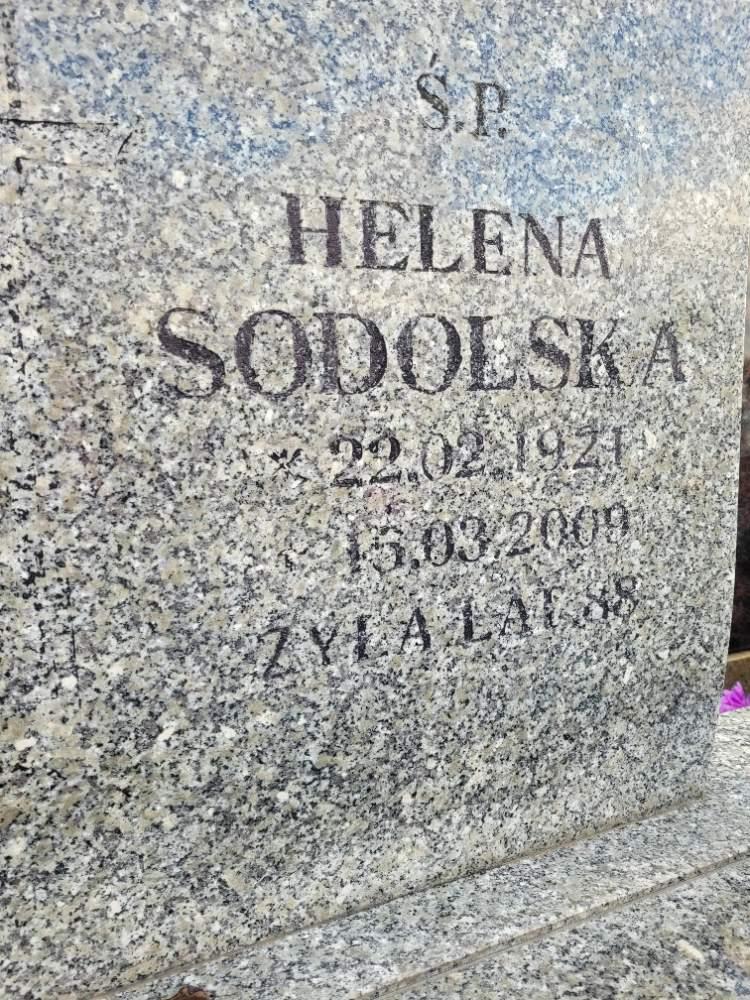 Ś.P.
HELENA
SODOLSKA
* 22.02.1921
15.03.2009
ŻYŁA LAT 88